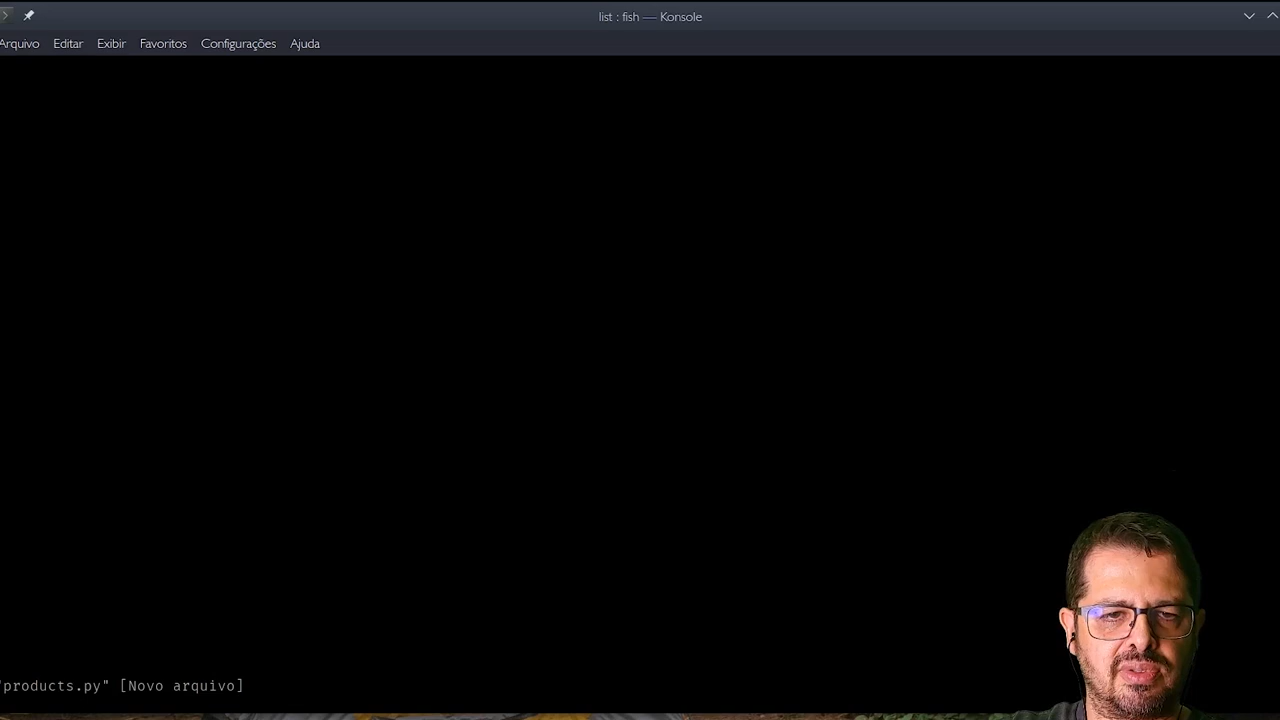 list : fish — Konsole
Arquivo Editar Exibir Favoritos Configurações Ajuda
"products.py" [Novo arquivo]